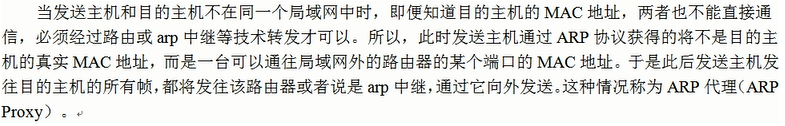 当发送主机和目的主机不在同一个局域网中时，即便知道目的主机的 MAC 地址，两者也不能直接通
信，必须经过路由或 arp 中继等技术转发才可以。所以，此时发送主机通过 ARP 协议获得的将不是目的主
机的真实 MAC 地址，而是一台可以通往局域网外的路由器的某个端口的 MAC 地址。于是此后发送主机发
往目的主机的所有帧，都将发往该路由器或者说是 arp 中继，通过它向外发送。这种情况称为 ARP 代理（ARP
Proxy）。